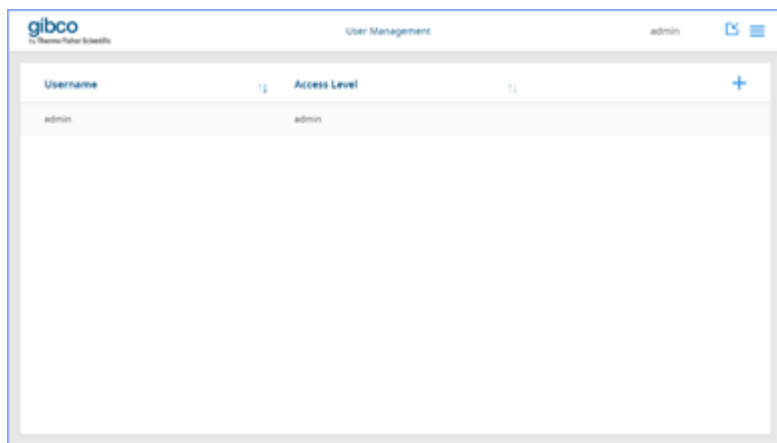 gibco
by Thermo Fisher Scientific
User Management
admin
Username
Access Level
admin
admin